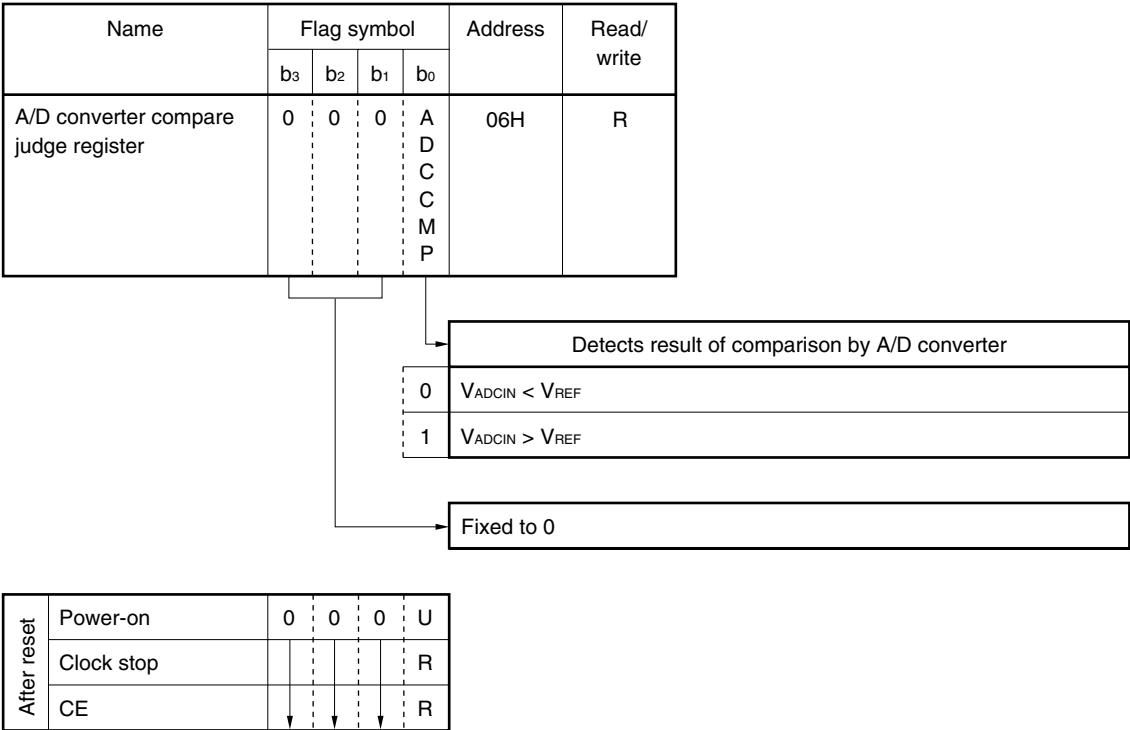 Name Flag symbol Address Read/
write
b3 b2 b1 b0
A/D converter compare 0 0 0 A 06H R
judge register D
C
C
M
P
Detects result of comparison by A/D converter
0 VADCIN < VREF
1 VADCIN > VREF
Fixed to 0
After reset
Power-on 0 0 0 U
Clock stop R
CE R